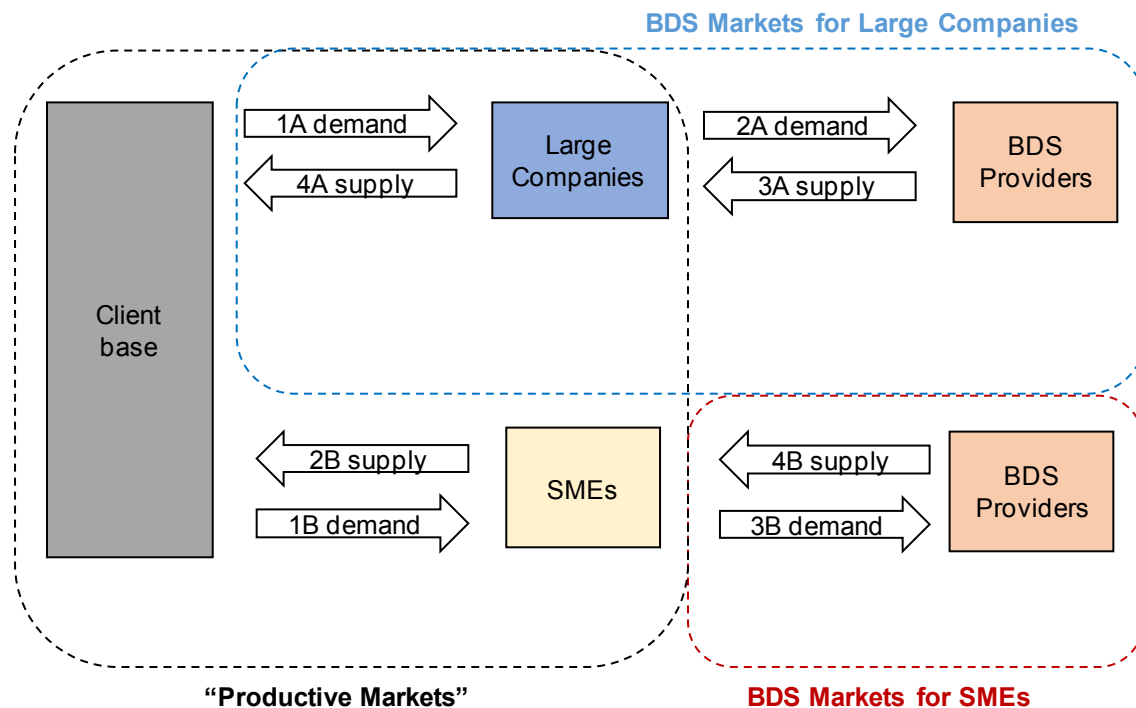 BDS Markets for Large Companies
1A demand
4A supply
Large
Companies
2A demand
3A supply
BDS
Providers
Client
base
2B supply
1B demand
SMEs
4B supply
3B demand
BDS
Providers
“Productive Markets”
BDS Markets for SMEs